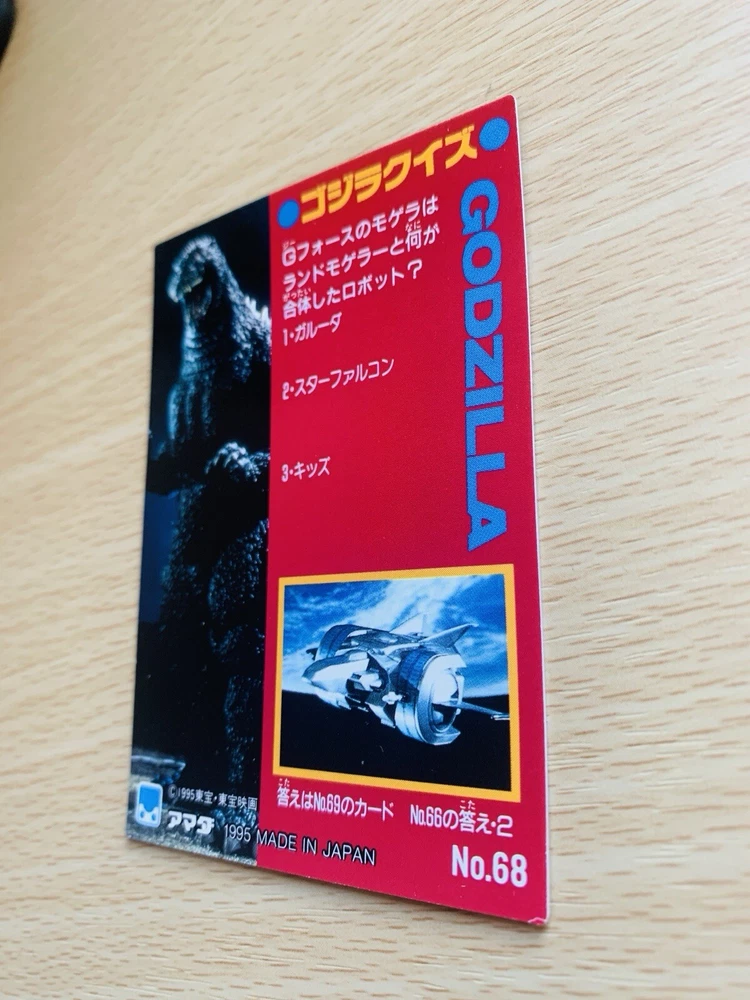 ゴジラクイズ
GODZILLA
Gフォースのモゲラは
ランドモゲラーと何が
合体したロボット?
1・ガルーダ
2・スターファルコン
3・キッズ
答えはNo.69のカード No.66の答え・2
©1995東宝・東宝映画
アマダ 1995 MADE IN JAPAN
No.68